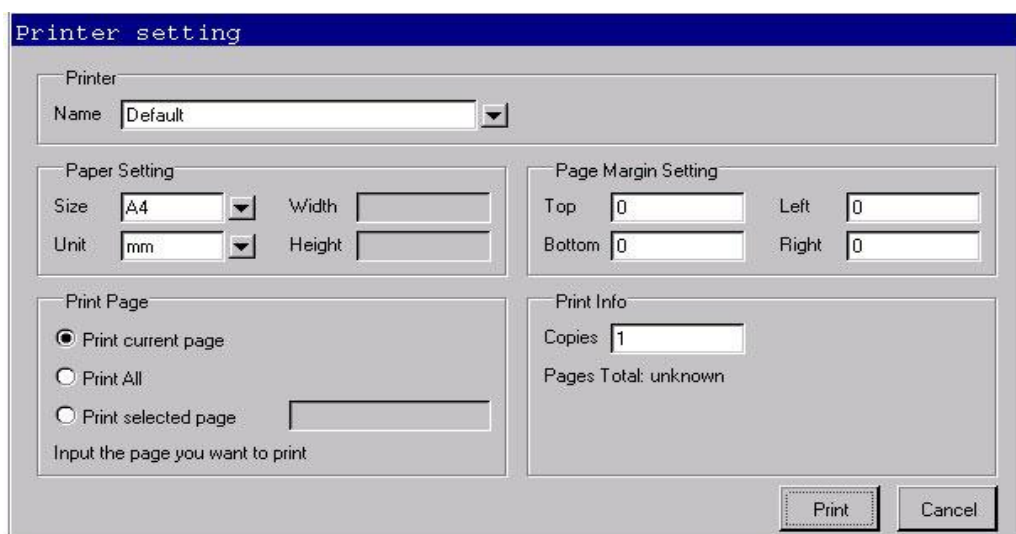 Printer setting
Printer
Name Default
Paper Setting
Size A4 Width
Unit mm Height
Page Margin Setting
Top 0 Left 0
Bottom 0 Right 0
Print Page
Print current page
Print All
Print selected page
Input the page you want to print
Print Info
Copies 1
Pages Total: unknown
Print Cancel